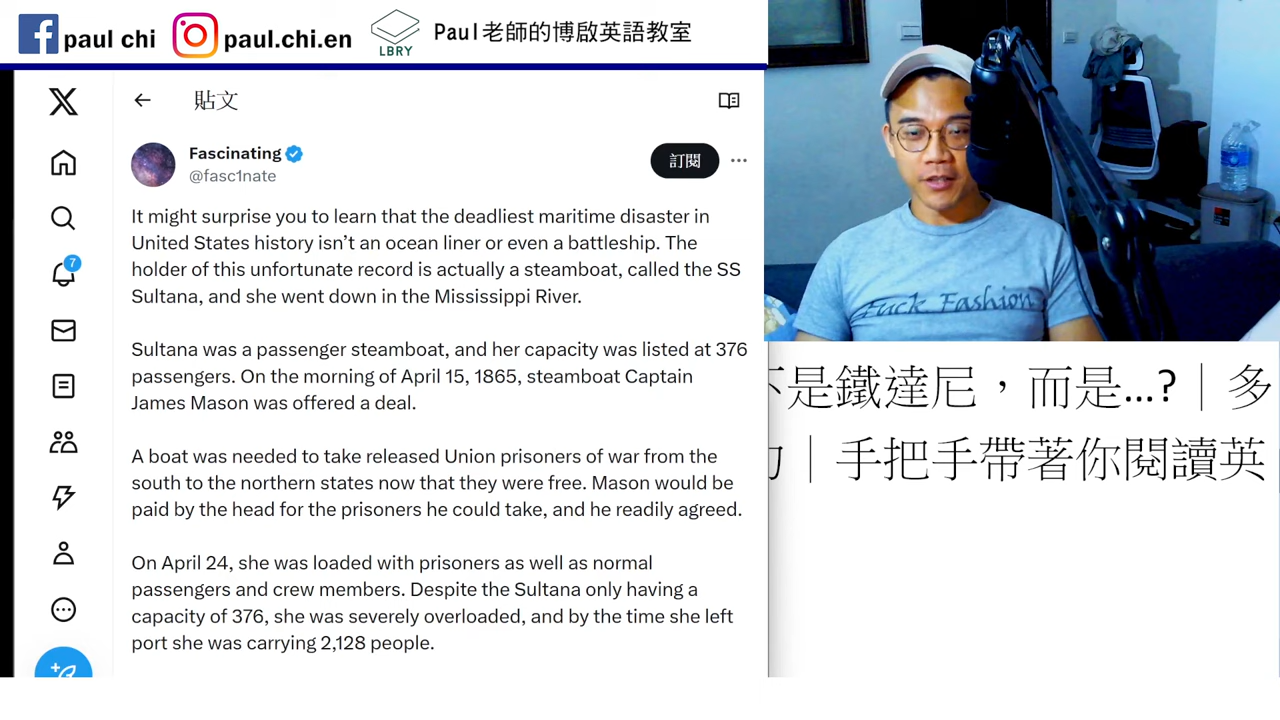 paul chi
paul.chi.en
LBRY
Paul老師的博啟英語教室
貼文
Fascinating
@fasc1nate
訂閱
7
It might surprise you to learn that the deadliest maritime disaster in
United States history isn’t an ocean liner or even a battleship. The
holder of this unfortunate record is actually a steamboat, called the SS
Sultana, and she went down in the Mississippi River.
Sultana was a passenger steamboat, and her capacity was listed at 376
passengers. On the morning of April 15, 1865, steamboat Captain
James Mason was offered a deal.
A boat was needed to take released Union prisoners of war from the
south to the northern states now that they were free. Mason would be
paid by the head for the prisoners he could take, and he readily agreed.
On April 24, she was loaded with prisoners as well as normal
passengers and crew members. Despite the Sultana only having a
capacity of 376, she was severely overloaded, and by the time she left
port she was carrying 2,128 people.
Fuck Fashion
不是鐵達尼，而是...?｜多
｜手把手帶著你閱讀英